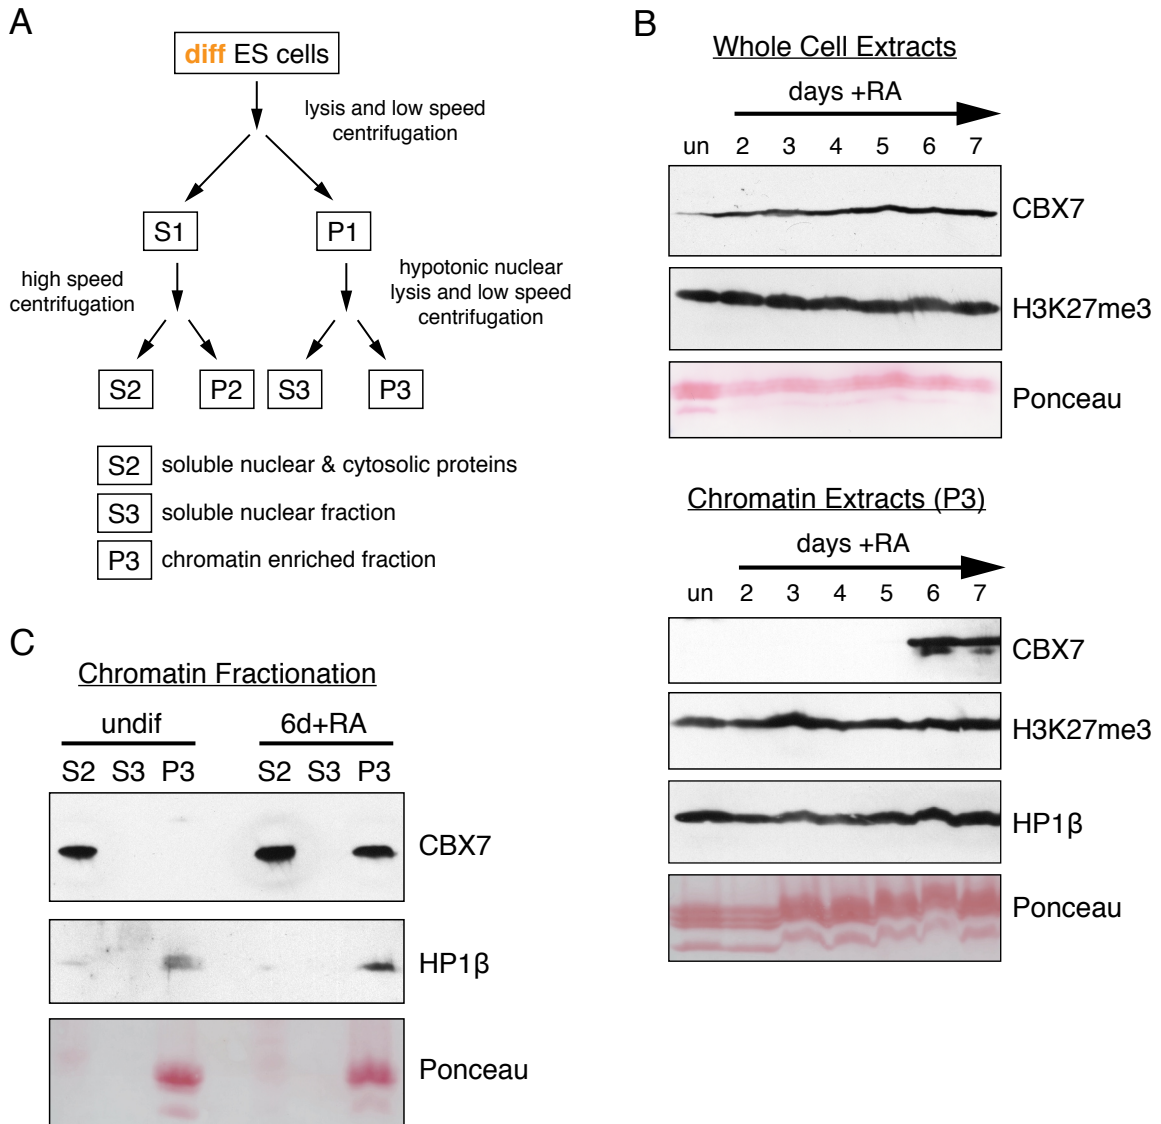 A
diff ES cells
lysis and low speed
centrifugation
S1
P1
high speed
centrifugation
hypotonic nuclear
lysis and low speed
centrifugation
S2
P2
S3
P3
S2 soluble nuclear & cytosolic proteins
S3 soluble nuclear fraction
P3 chromatin enriched fraction
B
Whole Cell Extracts
days +RA
un 2 3 4 5 6 7
CBX7
H3K27me3
Ponceau
Chromatin Extracts (P3)
days +RA
un 2 3 4 5 6 7
CBX7
H3K27me3
HP1β
Ponceau
C
Chromatin Fractionation
undif 6d+RA
S2 S3 P3 S2 S3 P3
CBX7
HP1β
Ponceau